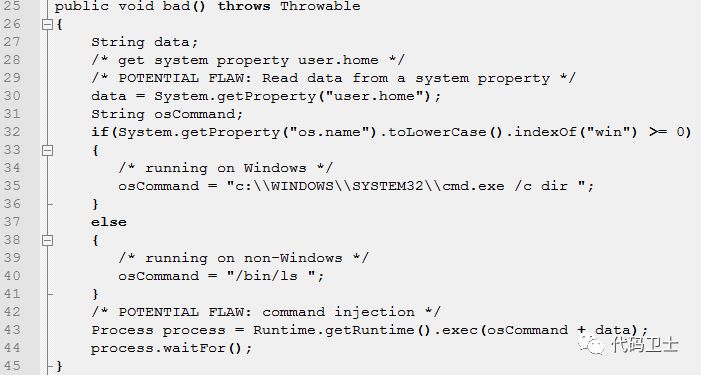 25 public void bad() throws Throwable
26 {
27 String data;
28 /* get system property user.home */
29 /* POTENTIAL FLAW: Read data from a system property */
30 data = System.getProperty("user.home");
31 String osCommand;
32 if(System.getProperty("os.name").toLowerCase().indexOf("win") >= 0)
33 {
34 /* running on Windows */
35 osCommand = "c:\\WINDOWS\\SYSTEM32\\cmd.exe /c dir ";
36 }
37 else
38 {
39 /* running on non-Windows */
40 osCommand = "/bin/ls ";
41 }
42 /* POTENTIAL FLAW: command injection */
43 Process process = Runtime.getRuntime().exec(osCommand + data);
44 process.waitFor();
45 }
代码卫士